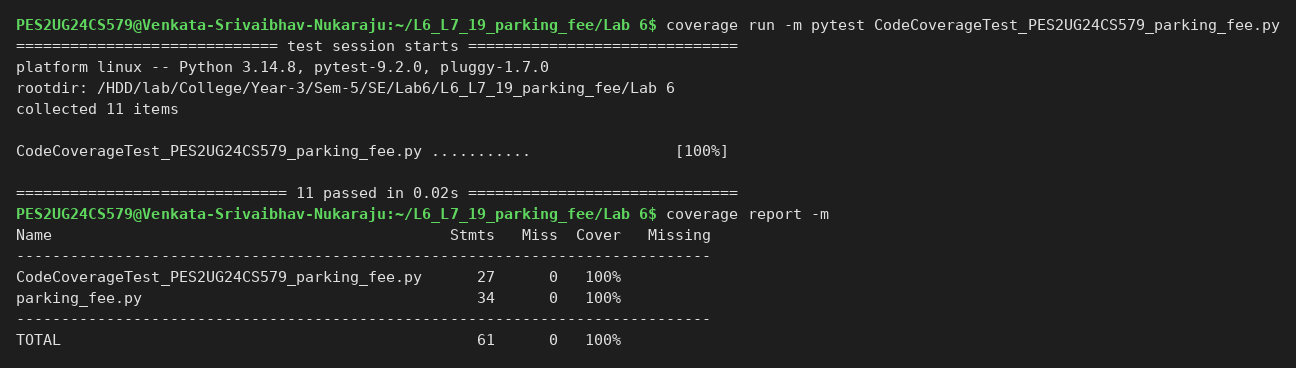 PES2UG24CS579@Venkata-Srivaibhav-Nukaraju:~/L6_L7_19_parking_fee/Lab 6$ coverage run -m pytest CodeCoverageTest_PES2UG24CS579_parking_fee.py
============================= test session starts ==============================
platform linux -- Python 3.14.8, pytest-9.2.0, pluggy-1.7.0
rootdir: /HDD/lab/College/Year-3/Sem-5/SE/Lab6/L6_L7_19_parking_fee/Lab 6
collected 11 items
CodeCoverageTest_PES2UG24CS579_parking_fee.py ...........                [100%]
============================== 11 passed in 0.02s ==============================
PES2UG24CS579@Venkata-Srivaibhav-Nukaraju:~/L6_L7_19_parking_fee/Lab 6$ coverage report -m
Name                                            Stmts   Miss  Cover   Missing
-----------------------------------------------------------------------------
CodeCoverageTest_PES2UG24CS579_parking_fee.py      27      0   100%
parking_fee.py                                     34      0   100%
-----------------------------------------------------------------------------
TOTAL                                              61      0   100%